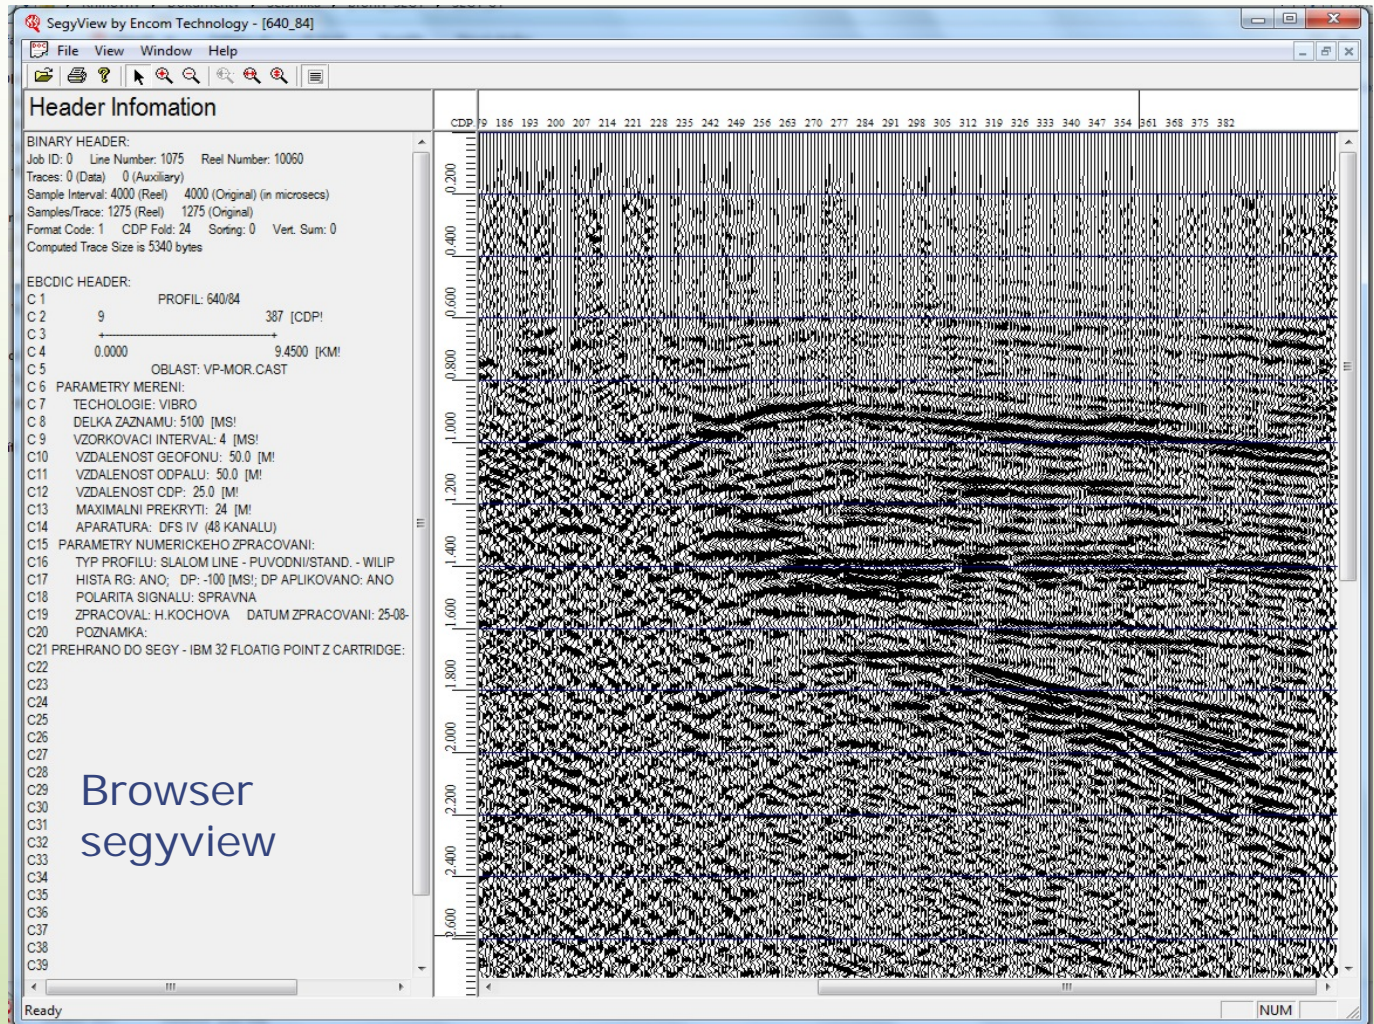 SegyView by Encom Technology - [640_84]
File View Window Help
Header Infomation
BINARY HEADER:
Job ID: 0 Line Number: 1075 Reel Number: 10060
Traces: 0 (Data) 0 (Auxiliary)
Sample Interval: 4000 (Reel) 4000 (Original) (in microsecs)
Samples/Trace: 1275 (Reel) 1275 (Original)
Format Code: 1 CDP Fold: 24 Sorting: 0 Vert. Sum: 0
Computed Trace Size is 5340 bytes
EBCDIC HEADER:
C 1 PROFIL: 640/84
C 2 9 387 [CDP!
C 3 +-----------------------------------------+
C 4 0.0000 9.4500 [KM!
C 5 OBLAST: VP-MOR.CAST
C 6 PARAMETRY MERENI:
C 7 TECHOLOGIE: VIBRO
C 8 DELKA ZAZNAMU: 5100 [MS!
C 9 VZORKOVACI INTERVAL: 4 [MS!
C10 VZDALENOST GEOFONU: 50.0 [M!
C11 VZDALENOST ODPALU: 50.0 [M!
C12 VZDALENOST CDP: 25.0 [M!
C13 MAXIMALNI PREKRYTI: 24 [M!
C14 APARATURA: DFS IV (48 KANALU)
C15 PARAMETRY NUMERICKEHO ZPRACOVANI:
C16 TYP PROFILU: SLALOM LINE - PUVODNI/STAND. - WILIP
C17 HISTA RG: ANO; DP: -100 [MS!; DP APLIKOVANO: ANO
C18 POLARITA SIGNALU: SPRAVNA
C19 ZPRACOVAL: H.KOCHOVA DATUM ZPRACOVANI: 25-08-
C20 POZNAMKA:
C21 PREHRANO DO SEGY - IBM 32 FLOATIG POINT Z CARTRIDGE:
C22
C23
C24
C25
C26
C27
C28
C29
C30
C31
C32
C33
C34
C35
C36
C37
C38
C39
Browser
segyview
CDP 79 186 193 200 207 214 221 228 235 242 249 256 263 270 277 284 291 298 305 312 319 326 333 340 347 354 361 368 375 382
0.200
0.400
0.600
0.800
1.000
1.200
1.400
1.600
1.800
2.000
2.200
2.400
2.600
Ready
NUM